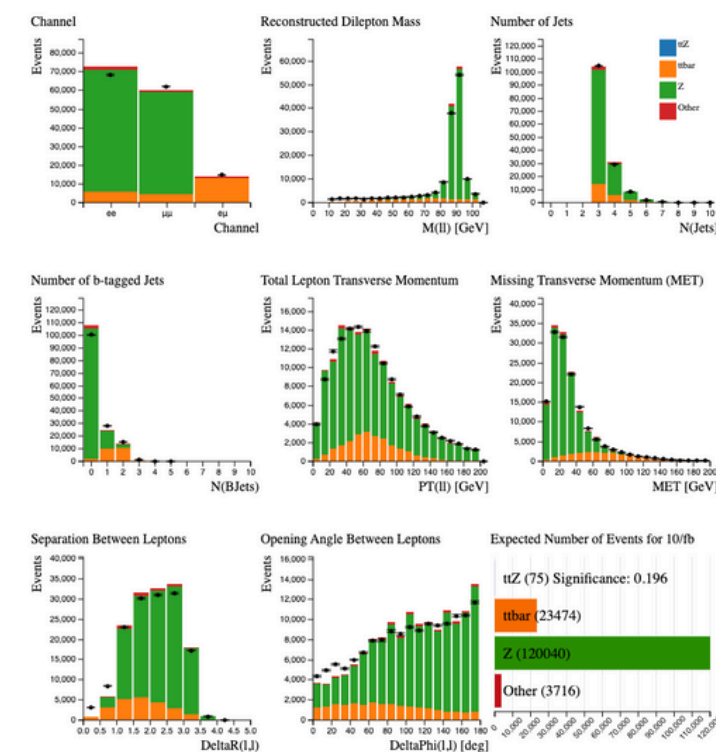 Channel
Events
80,000
70,000
60,000
50,000
40,000
30,000
20,000
10,000
0
ee μμ eμ
Channel
Reconstructed Dilepton Mass
Events
60,000
50,000
40,000
30,000
20,000
10,000
0
0 10 20 30 40 50 60 70 80 90 100
M(ll) [GeV]
Number of Jets
Events
120,000
110,000
100,000
90,000
80,000
70,000
60,000
50,000
40,000
30,000
20,000
10,000
0
0 1 2 3 4 5 6 7 8 9 10
N(Jets)
ttZ
ttbar
Z
Other
Number of b-tagged Jets
Events
120,000
110,000
100,000
90,000
80,000
70,000
60,000
50,000
40,000
30,000
20,000
10,000
0
0 1 2 3 4 5 6 7 8 9 10
N(BJets)
Total Lepton Transverse Momentum
Events
16,000
14,000
12,000
10,000
8,000
6,000
4,000
2,000
0
0 20 40 60 80 100 120 140 160 180 200
PT(ll) [GeV]
Missing Transverse Momentum (MET)
Events
40,000
35,000
30,000
25,000
20,000
15,000
10,000
5,000
0
0 20 40 60 80 100 120 140 160 180 200
MET [GeV]
Separation Between Leptons
Events
40,000
35,000
30,000
25,000
20,000
15,000
10,000
5,000
0
0.0 0.5 1.0 1.5 2.0 2.5 3.0 3.5 4.0 4.5 5.0
DeltaR(l,l)
Opening Angle Between Leptons
Events
16,000
14,000
12,000
10,000
8,000
6,000
4,000
2,000
0
0 20 40 60 80 100 120 140 160 180
DeltaPhi(l,l) [deg]
Expected Number of Events for 10/fb
ttZ (75) Significance: 0.196
ttbar (23474)
Z (120040)
Other (3716)
0 10,000 20,000 30,000 40,000 50,000 60,000 70,000 80,000 90,000 100,000 110,000 120,000